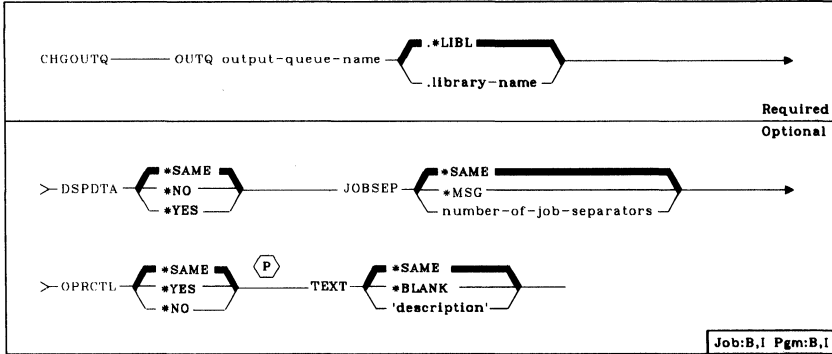 .*LIBL
CHGOUTQ OUTQ output-queue-name
.library-name
Required
Optional
*SAME *SAME
DSPDTA *NO JOBSEP *MSG
*YES number-of-job-separators
*SAME P *SAME
OPRCTL *YES TEXT *BLANK
*NO 'description'
Job:B,I Pgm:B,I